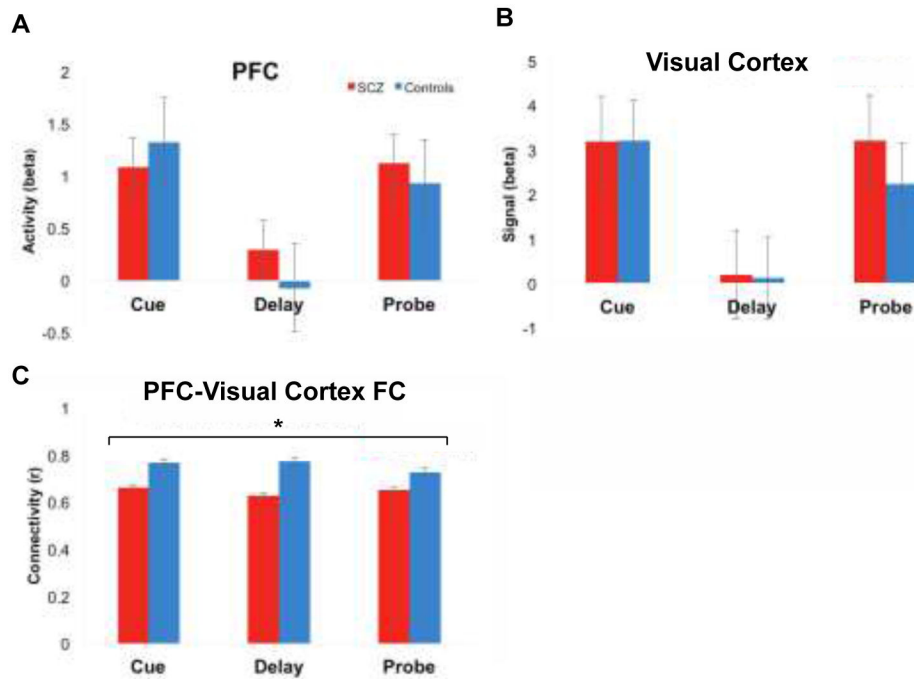 A
PFC
SCZ Controls
Activity (beta)
2
1.5
1
0.5
0
-0.5
Cue Delay Probe
B
Visual Cortex
Signal (beta)
5
4
3
2
1
0
-1
Cue Delay Probe
C
PFC-Visual Cortex FC
*
Connectivity (r)
1
0.8
0.6
0.4
0.2
0
Cue Delay Probe